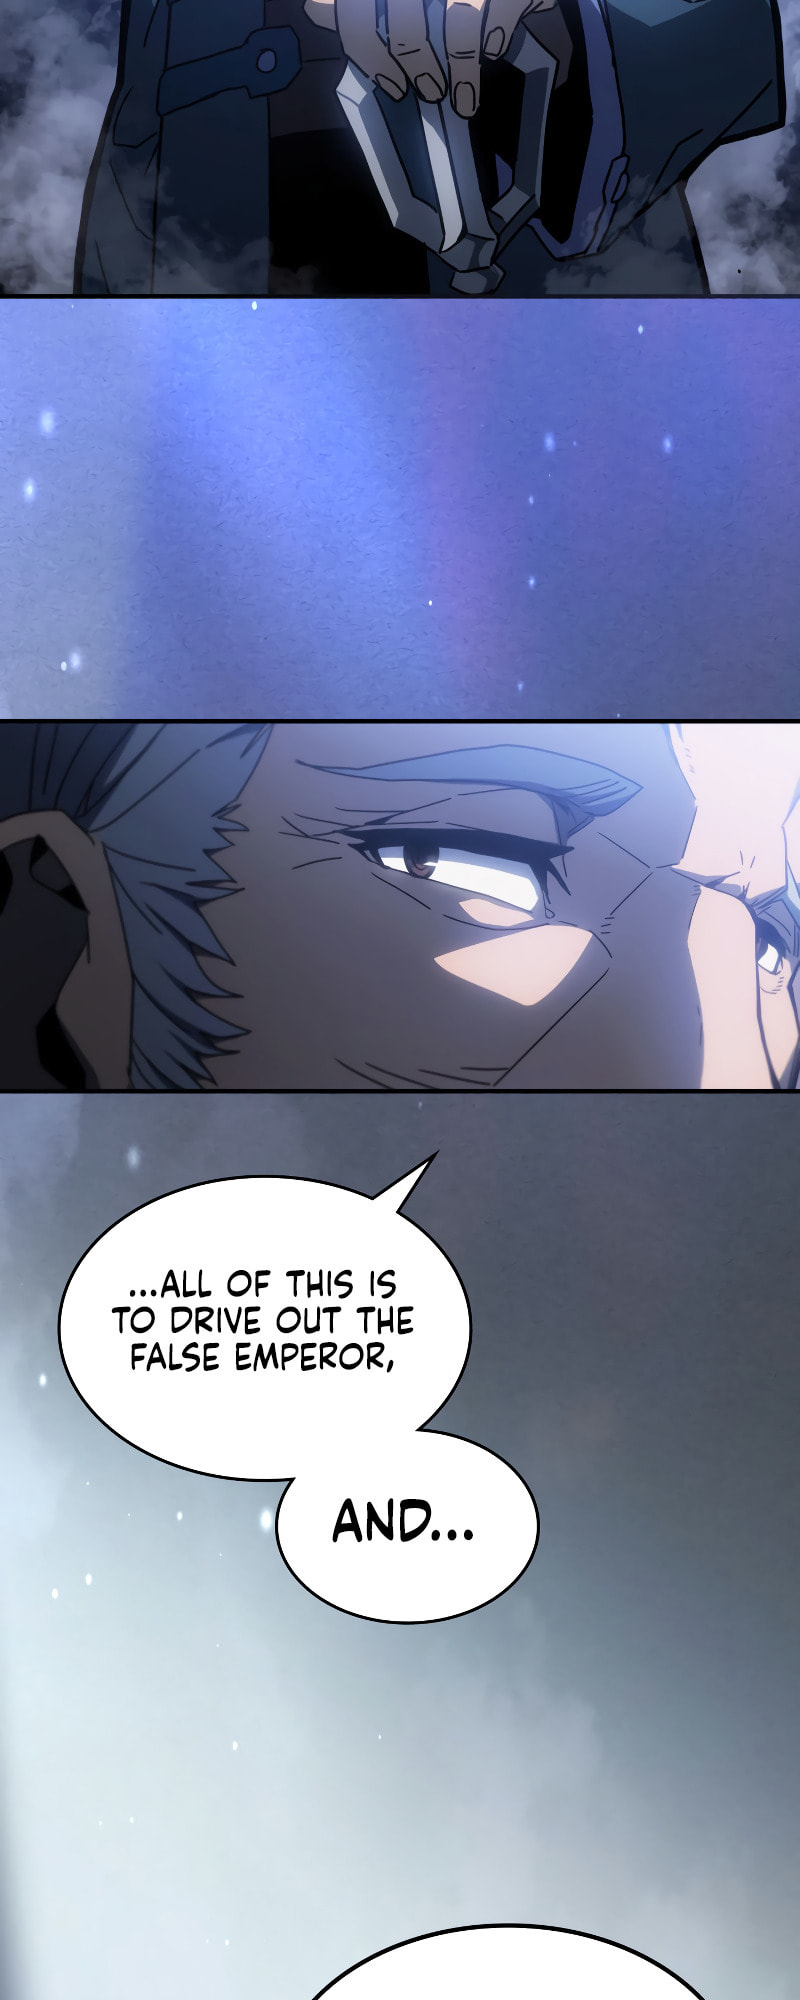 ...ALL OF THIS IS
TO DRIVE OUT THE
FALSE EMPEROR,
AND...